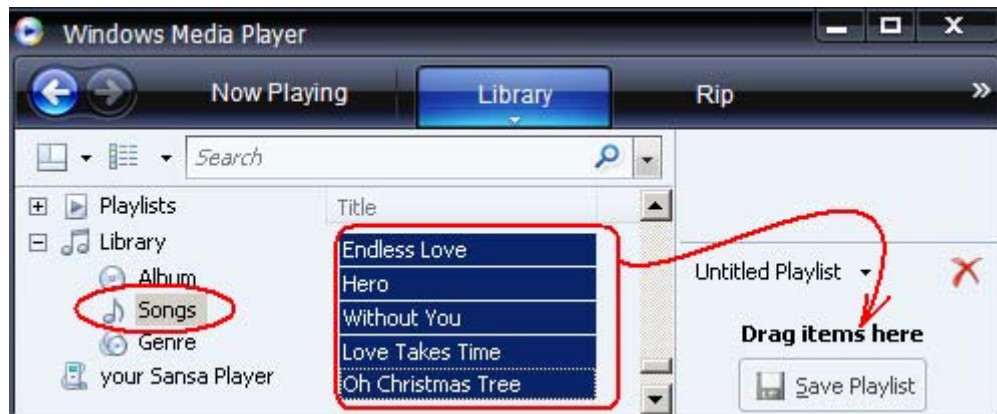 Windows Media Player
Now Playing Library Rip »
Search
Playlists
Library
Album
Songs
Genre
your Sansa Player
Title
Endless Love
Hero
Without You
Love Takes Time
Oh Christmas Tree
Untitled Playlist
Drag items here
Save Playlist